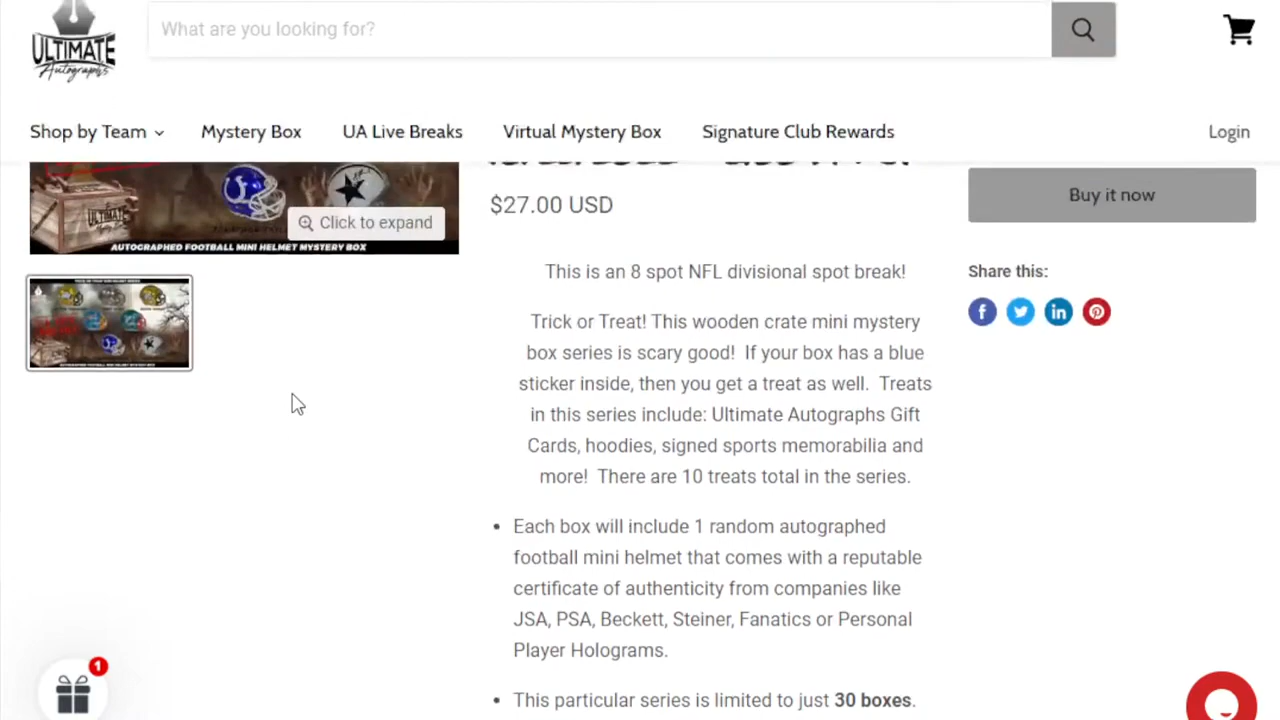 ULTIMATE
Autographs
What are you looking for?
Shop by Team
Mystery Box
UA Live Breaks
Virtual Mystery Box
Signature Club Rewards
Login
ULTIMATE
Click to expand
AUTOGRAPHED FOOTBALL MINI HELMET MYSTERY BOX
$27.00 USD
Buy it now
This is an 8 spot NFL divisional spot break!
Share this:
Trick or Treat! This wooden crate mini mystery
box series is scary good! If your box has a blue
sticker inside, then you get a treat as well. Treats
in this series include: Ultimate Autographs Gift
Cards, hoodies, signed sports memorabilia and
more! There are 10 treats total in the series.
Each box will include 1 random autographed
football mini helmet that comes with a reputable
certificate of authenticity from companies like
JSA, PSA, Beckett, Steiner, Fanatics or Personal
Player Holograms.
This particular series is limited to just 30 boxes.
1